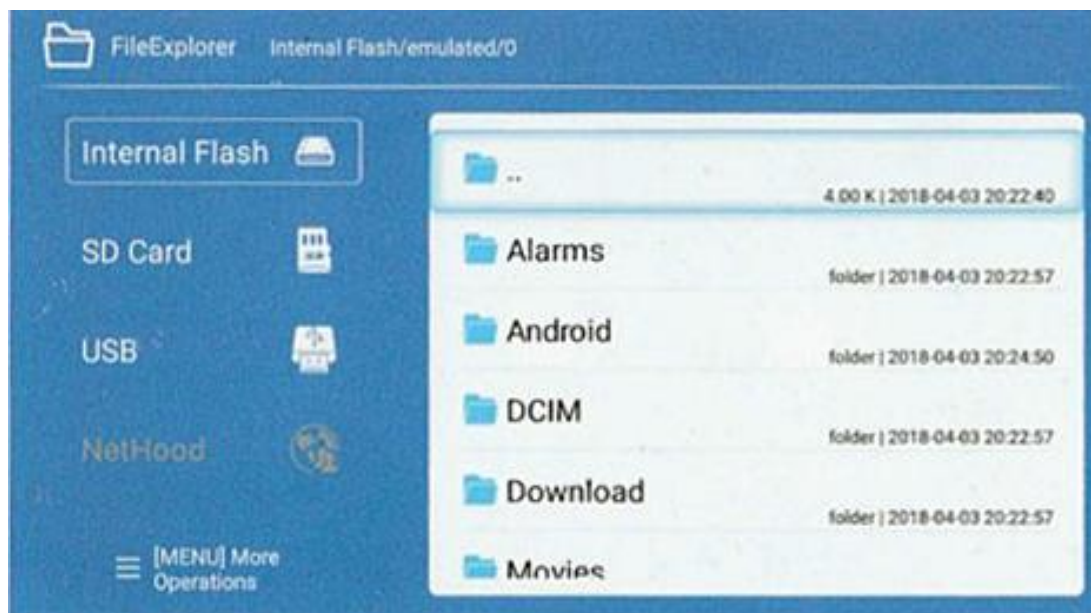 FileExplorer Internal Flash/emulated/0
..
Internal Flash
SD Card
USB
NetHood
[MENU] More
Operations
..
4.00 K | 2018-04-03 20:22:40
Alarms
folder | 2018-04-03 20:22:57
Android
folder | 2018-04-03 20:24:50
DCIM
folder | 2018-04-03 20:22:57
Download
folder | 2018-04-03 20:22:57
Movies